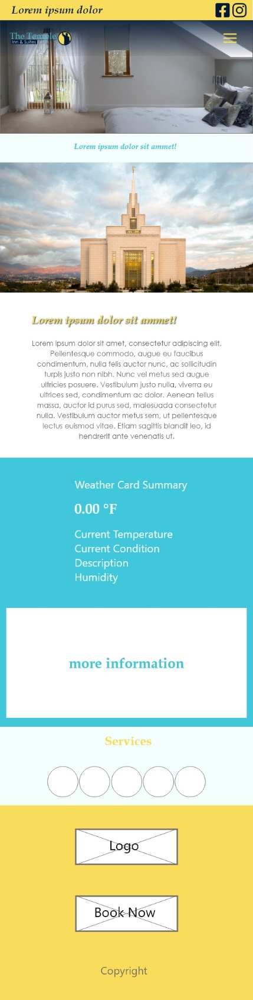 Lorem ipsum dolor
The Temple
Inn & Suites
Lorem ipsum dolor sit ammet!
Lorem ipsum dolor sit ammet!
Lorem ipsum dolor sit amet, consectetur adipiscing elit.
Pellentesque commodo, augue eu faucibus
condimentum, nulla felis auctor nunc, ac sollicitudin
turpis justo non nibh. Nunc vel metus sed augue
ultricies posuere. Vestibulum justo nulla, viverra eu
ultrices sed, condimentum ac dolor. Aenean tellus
massa, auctor id purus sed, malesuada consectetur
nulla. Vestibulum auctor metus sem, ut pellentesque
lectus euismod vitae. Etiam sagittis blandit leo, id
hendrerit ante venenatis ut.
Weather Card Summary
0.00 °F
Current Temperature
Current Condition
Description
Humidity
more information
Services
Logo
Book Now
Copyright